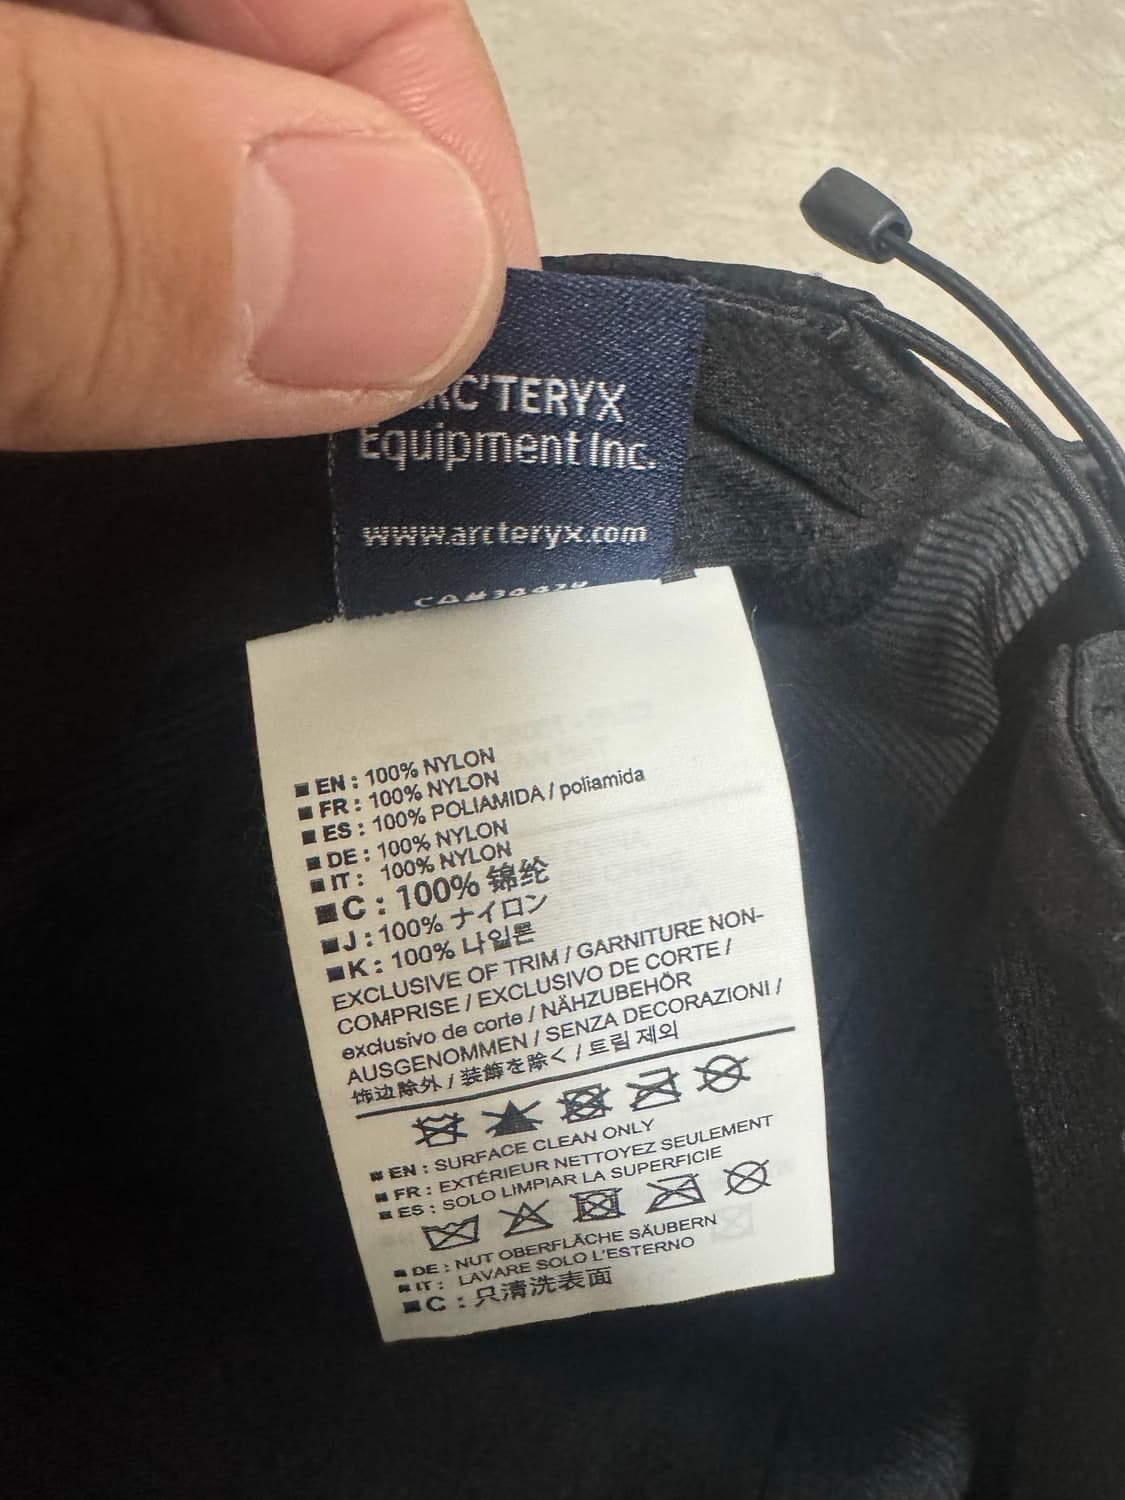 ARC'TERYX
Equipment Inc.
www.arcteryx.com
■ EN : 100% NYLON
■ FR : 100% NYLON
■ ES : 100% POLIAMIDA / poliamida
■ DE : 100% NYLON
■ IT : 100% NYLON
■ C : 100% 锦纶
■ J : 100% ナイロン
■ K : 100% 나일론
EXCLUSIVE OF TRIM / GARNITURE NON-
COMPRISE / EXCLUSIVO DE CORTE /
exclusivo de corte / NÄHZUBEHÖR
AUSGENOMMEN / SENZA DECORAZIONI /
饰边除外 / 装飾を除く / 트림 제외
■ EN : SURFACE CLEAN ONLY
■ FR : EXTÉRIEUR NETTOYEZ SEULEMENT
■ ES : SOLO LIMPIAR LA SUPERFICIE
■ DE : NUT OBERFLÄCHE SÄUBERN
■ IT : LAVARE SOLO L'ESTERNO
■ C : 只清洗表面